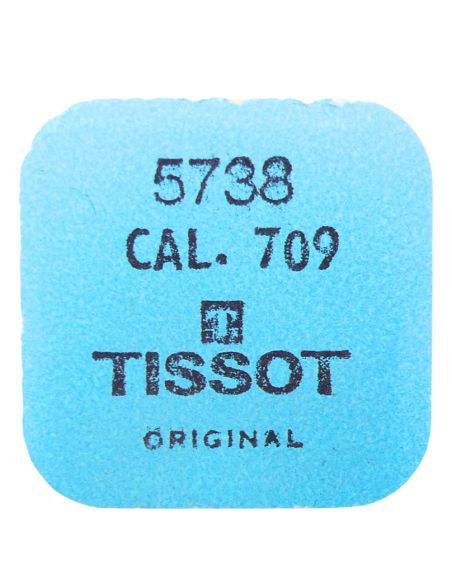 5738
CAL. 709
T
TISSOT
ORIGINAL